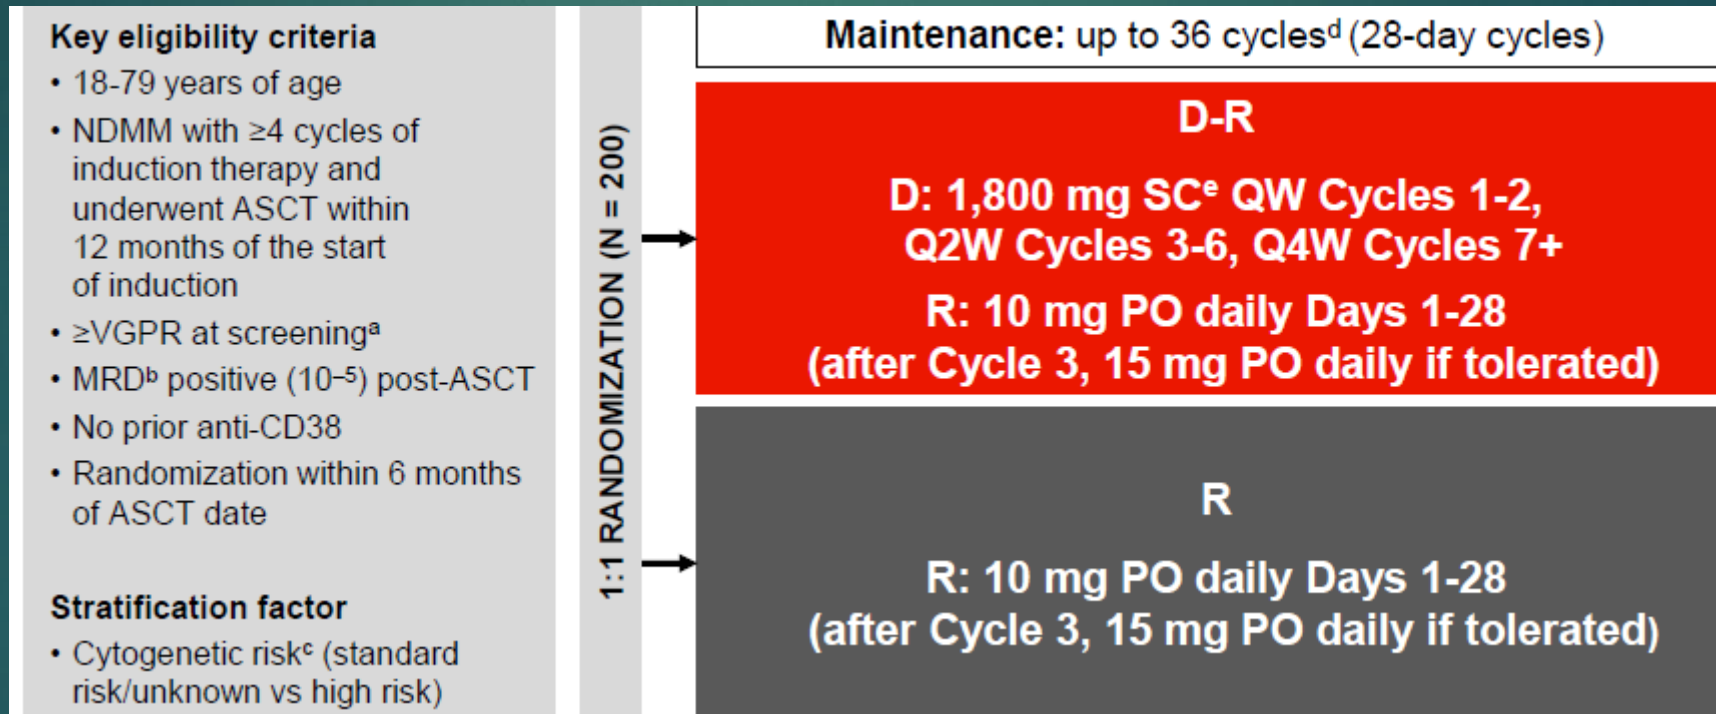 Key eligibility criteria
• 18-79 years of age
• NDMM with ≥4 cycles of
induction therapy and
underwent ASCT within
12 months of the start
of induction
• ≥VGPR at screeningᵃ
• MRDᵇ positive (10⁻⁵) post-ASCT
• No prior anti-CD38
• Randomization within 6 months
of ASCT date
Stratification factor
• Cytogenetic riskᶜ (standard
risk/unknown vs high risk)
1:1 RANDOMIZATION (N = 200)
Maintenance: up to 36 cyclesᵈ (28-day cycles)
D-R
D: 1,800 mg SCᵉ QW Cycles 1-2,
Q2W Cycles 3-6, Q4W Cycles 7+
R: 10 mg PO daily Days 1-28
(after Cycle 3, 15 mg PO daily if tolerated)
R
R: 10 mg PO daily Days 1-28
(after Cycle 3, 15 mg PO daily if tolerated)